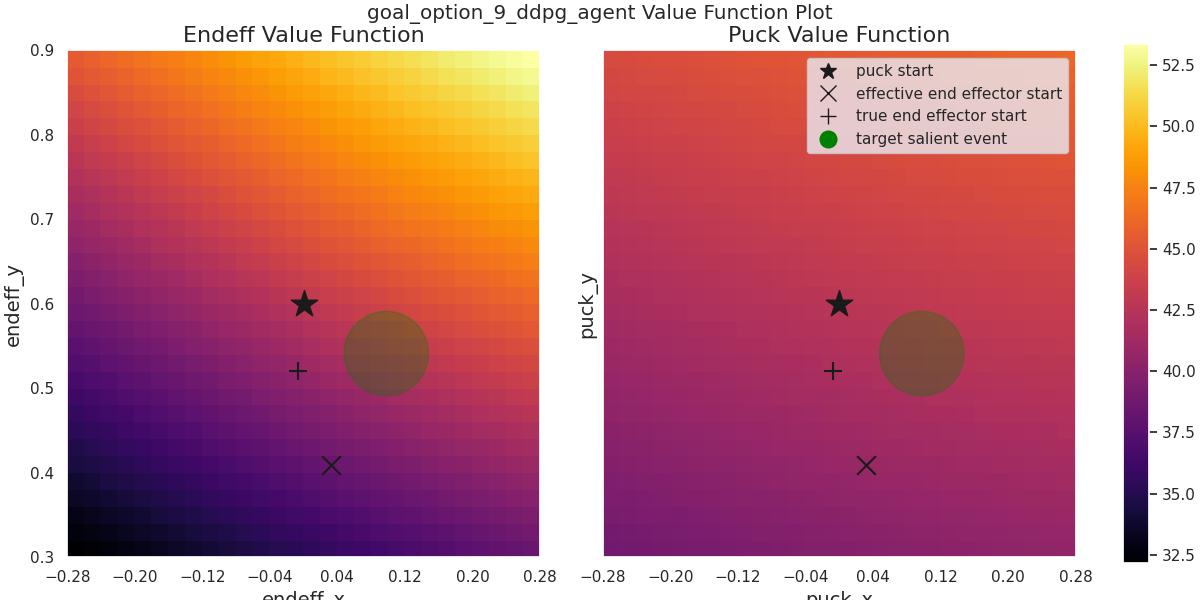 goal_option_9_ddpg_agent Value Function Plot
Endeff Value Function
Puck Value Function
endeff_y
0.9
0.8
0.7
0.6
0.5
0.4
0.3
−0.28 −0.20 −0.12 −0.04 0.04 0.12 0.20 0.28
endeff_x
puck_y
puck start
effective end effector start
true end effector start
target salient event
−0.28 −0.20 −0.12 −0.04 0.04 0.12 0.20 0.28
puck_x
52.5
50.0
47.5
45.0
42.5
40.0
37.5
35.0
32.5